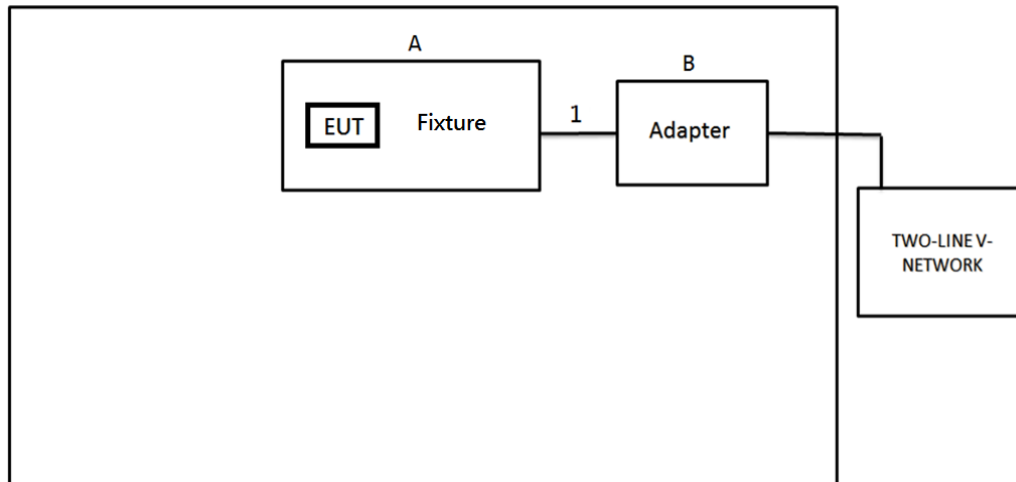 A
B
EUT
Fixture
1
Adapter
TWO-LINE V-
NETWORK